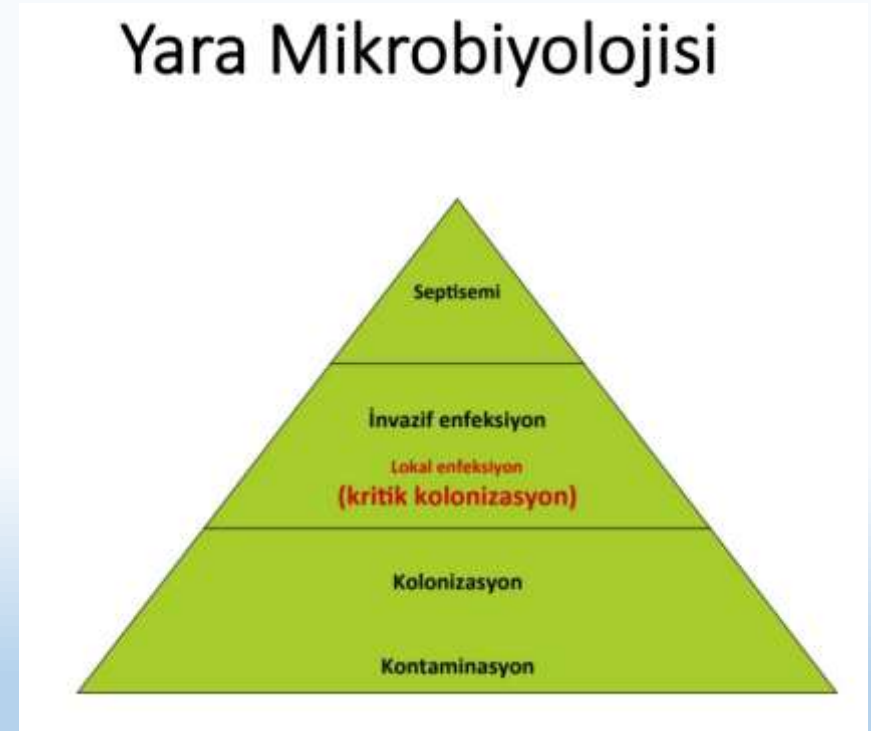 Yara Mikrobiyolojisi
Septisemi
İnvazif enfeksiyon
Lokal enfeksiyon
(kritik kolonizasyon)
Kolonizasyon
Kontaminasyon